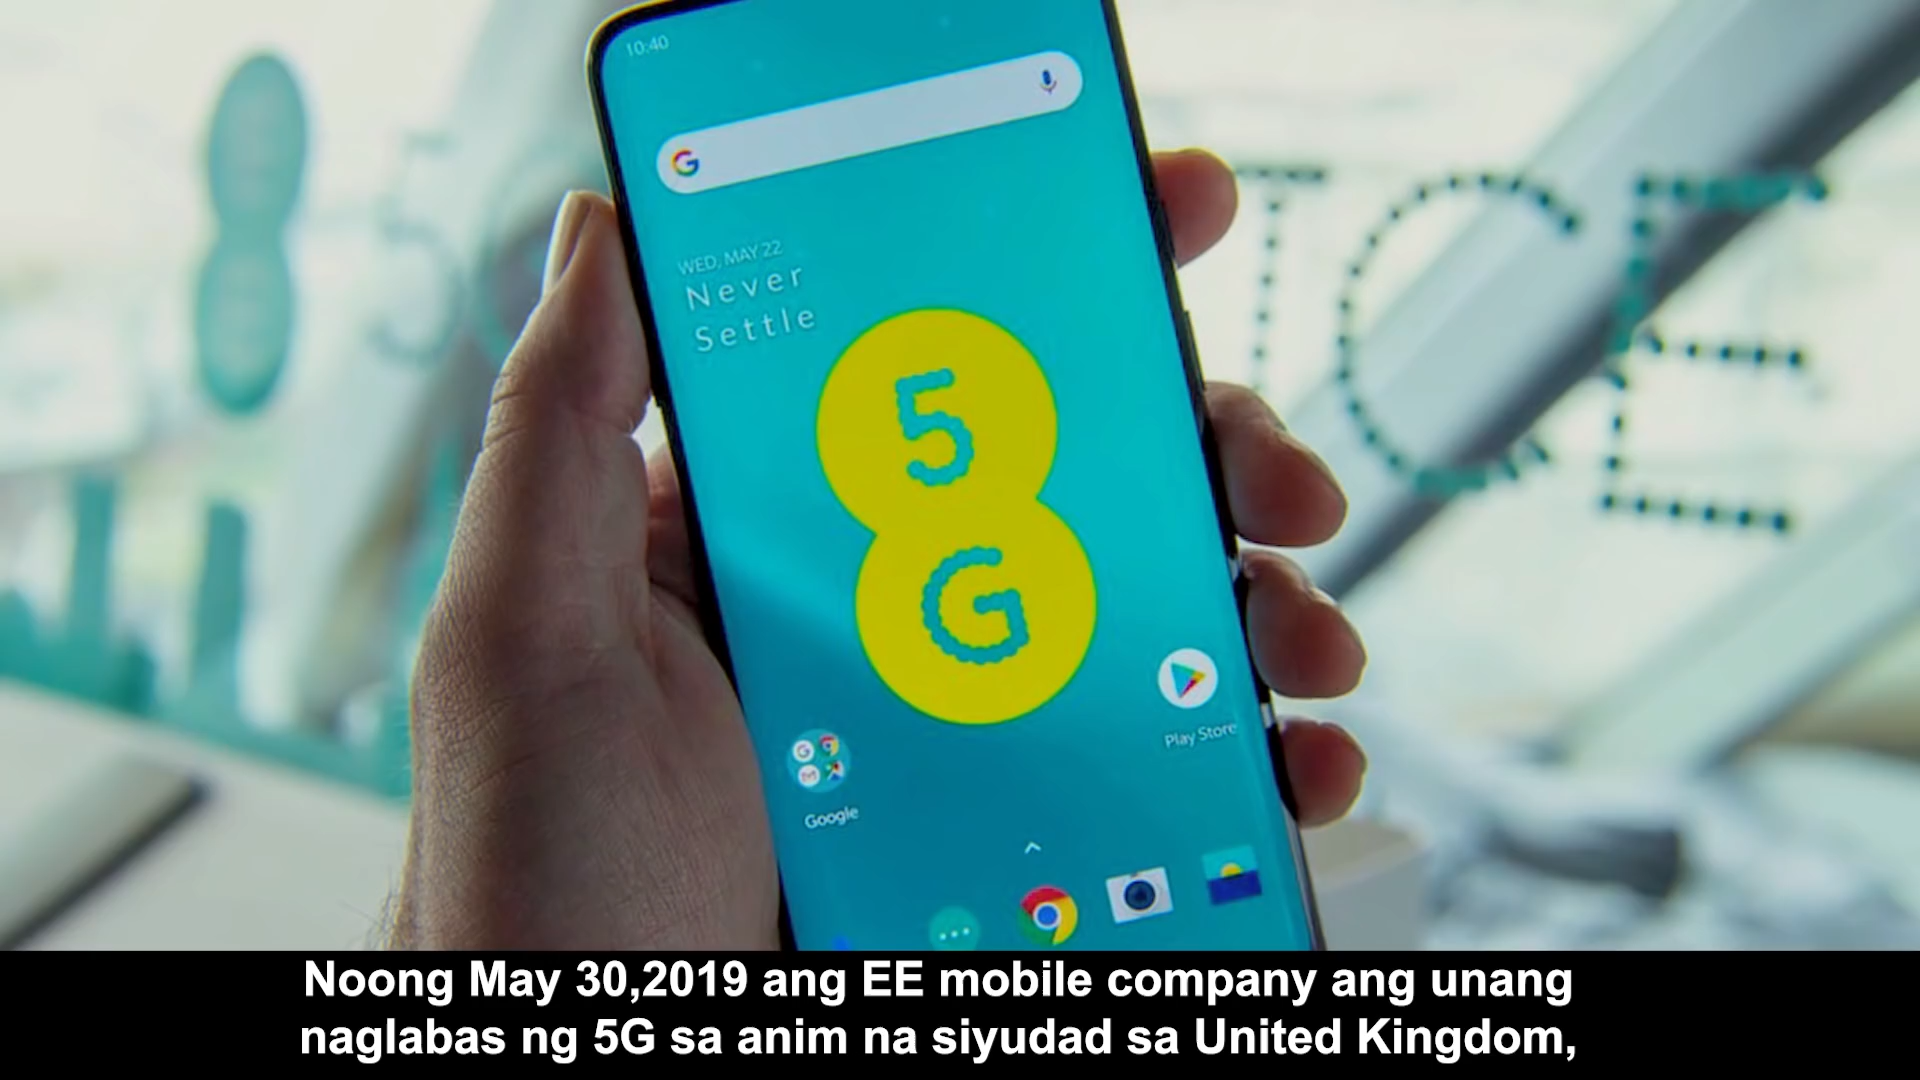 10:40
WED, MAY 22
Never
Settle
5
G
Play Store
Google
Noong May 30,2019 ang EE mobile company ang unang
naglabas ng 5G sa anim na siyudad sa United Kingdom,